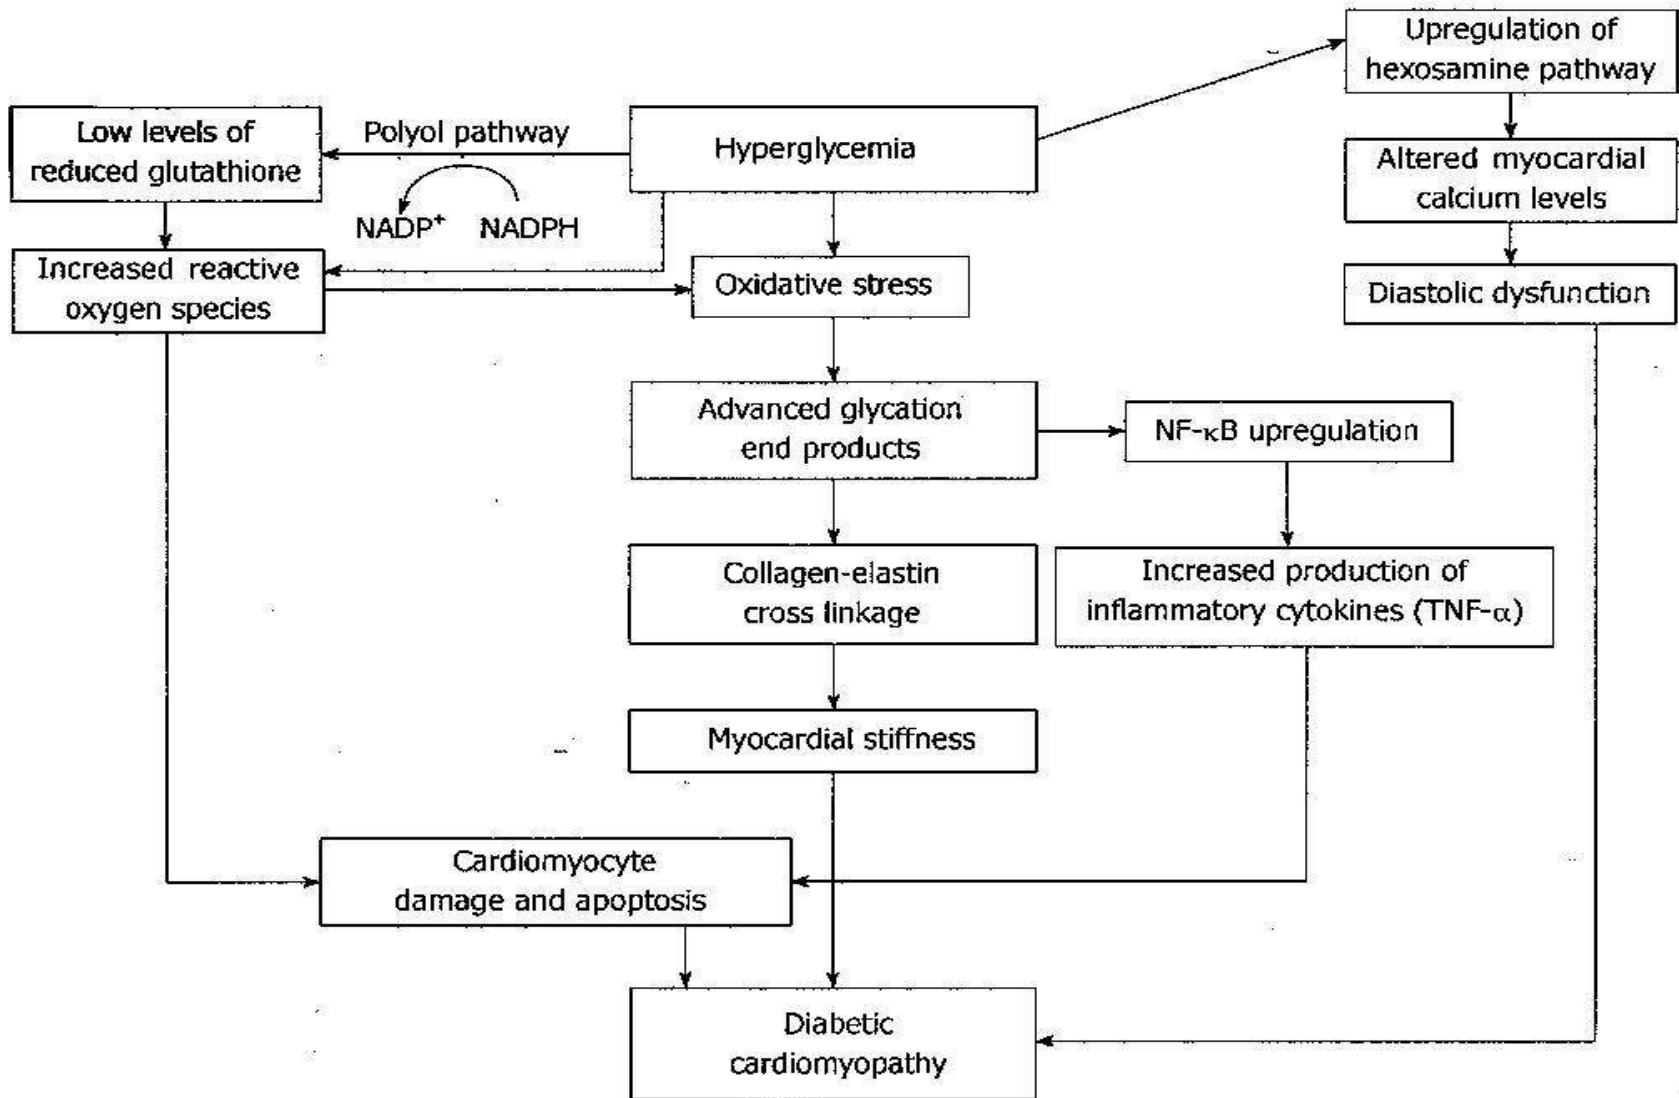 Upregulation of
hexosamine pathway
Low levels of
reduced glutathione
Polyol pathway
NADP⁺ NADPH
Hyperglycemia
Altered myocardial
calcium levels
Increased reactive
oxygen species
Oxidative stress
Diastolic dysfunction
Advanced glycation
end products
NF-κB upregulation
Collagen-elastin
cross linkage
Increased production of
inflammatory cytokines (TNF-α)
Myocardial stiffness
Cardiomyocyte
damage and apoptosis
Diabetic
cardiomyopathy